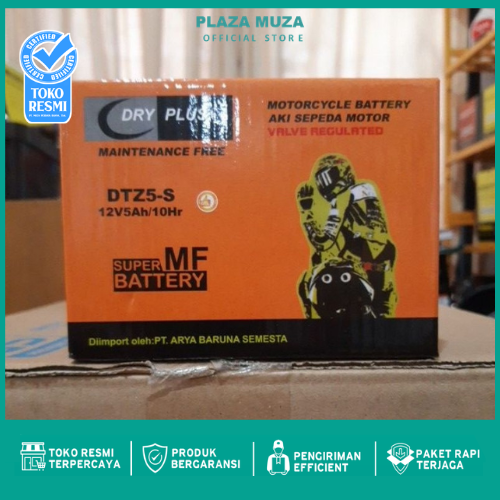 PLAZA MUZA
OFFICIAL STORE
CERTIFIED
CERTIFIED
TOKO
RESMI
DRY PLUS
MAINTENANCE FREE
MOTORCYCLE BATTERY
AKI SEPEDA MOTOR
VALVE REGULATED
DTZ5-S
12V5Ah/10Hr
SUPER MF
BATTERY
Diimport oleh:PT. ARYA BARUNA SEMESTA
TOKO RESMI
TERPERCAYA
PRODUK
BERGARANSI
PENGIRIMAN
EFFICIENT
PAKET RAPI
TERJAGA